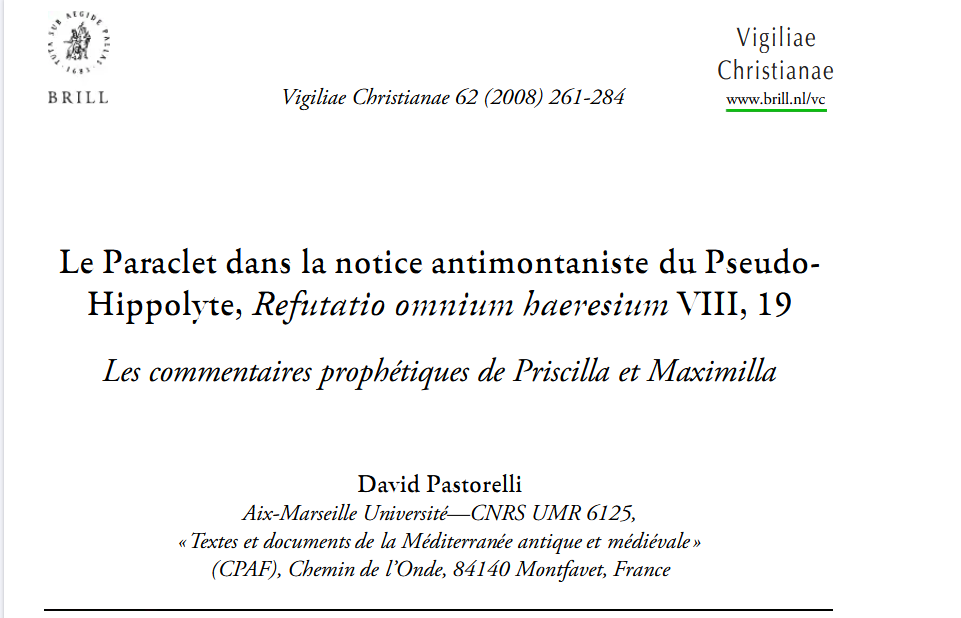 TUTA SUB AEGIDE PALLAS
· 1683 ·
BRILL
Vigiliae Christianae 62 (2008) 261-284
Vigiliae
Christianae
www.brill.nl/vc
Le Paraclet dans la notice antimontaniste du Pseudo-
Hippolyte, Refutatio omnium haeresium VIII, 19
Les commentaires prophétiques de Priscilla et Maximilla
David Pastorelli
Aix-Marseille Université—CNRS UMR 6125,
« Textes et documents de la Méditerranée antique et médiévale »
(CPAF), Chemin de l’Onde, 84140 Montfavet, France